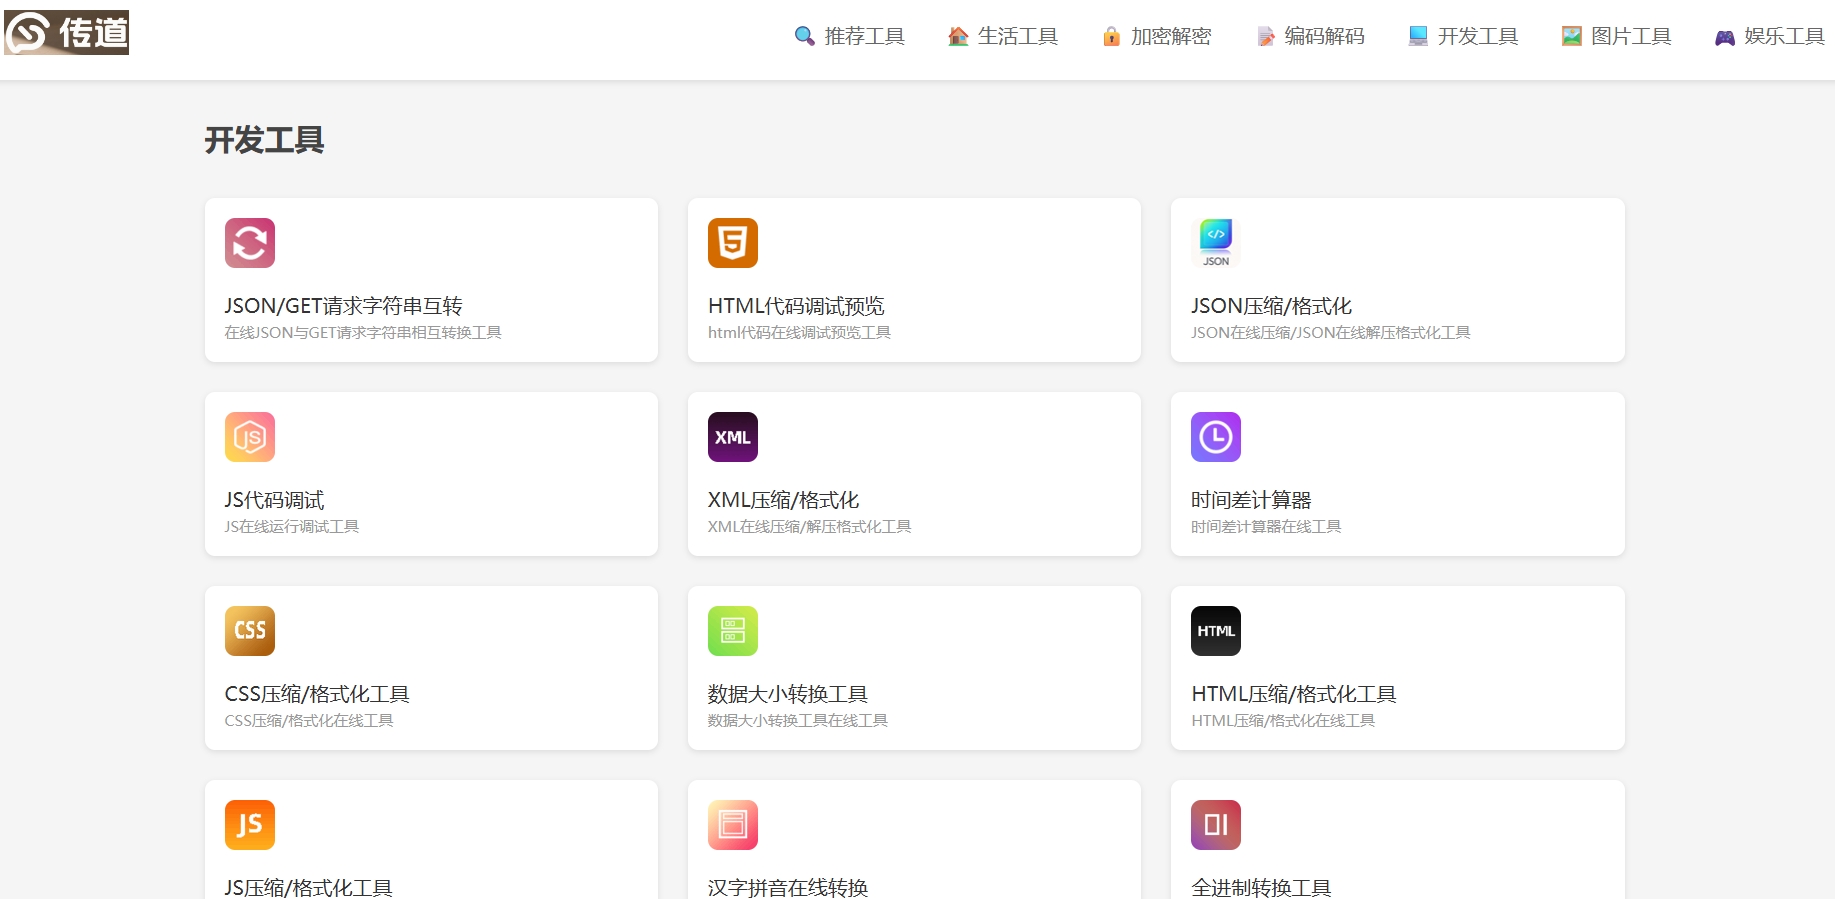 传道
推荐工具
生活工具
加密解密
编码解码
开发工具
图片工具
娱乐工具
开发工具
JSON/GET请求字符串互转
在线JSON与GET请求字符串相互转换工具
HTML代码调试预览
html代码在线调试预览工具
JSON
JSON压缩/格式化
JSON在线压缩/JSON在线解压格式化工具
JS
JS代码调试
JS在线运行调试工具
XML
XML压缩/格式化
XML在线压缩/解压格式化工具
时间差计算器
时间差计算器在线工具
CSS
CSS压缩/格式化工具
CSS压缩/格式化在线工具
数据大小转换工具
数据大小转换工具在线工具
HTML
HTML压缩/格式化工具
HTML压缩/格式化在线工具
JS
JS压缩/格式化工具
汉字拼音在线转换
全进制转换工具